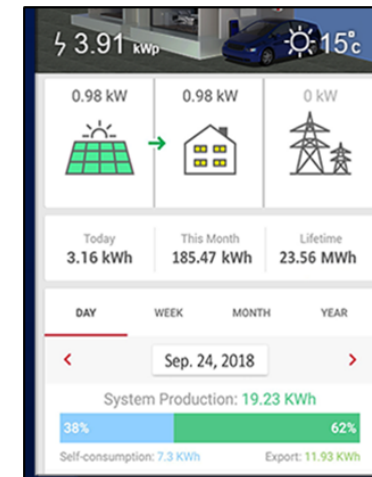 3.91 kWp
15°c
0.98 kW 0.98 kW 0 kW
Today This Month Lifetime
3.16 kWh 185.47 kWh 23.56 MWh
DAY WEEK MONTH YEAR
< Sep. 24, 2018 >
System Production: 19.23 KWh
38% 62%
Self-consumption: 7.3 KWh Export: 11.93 KWh